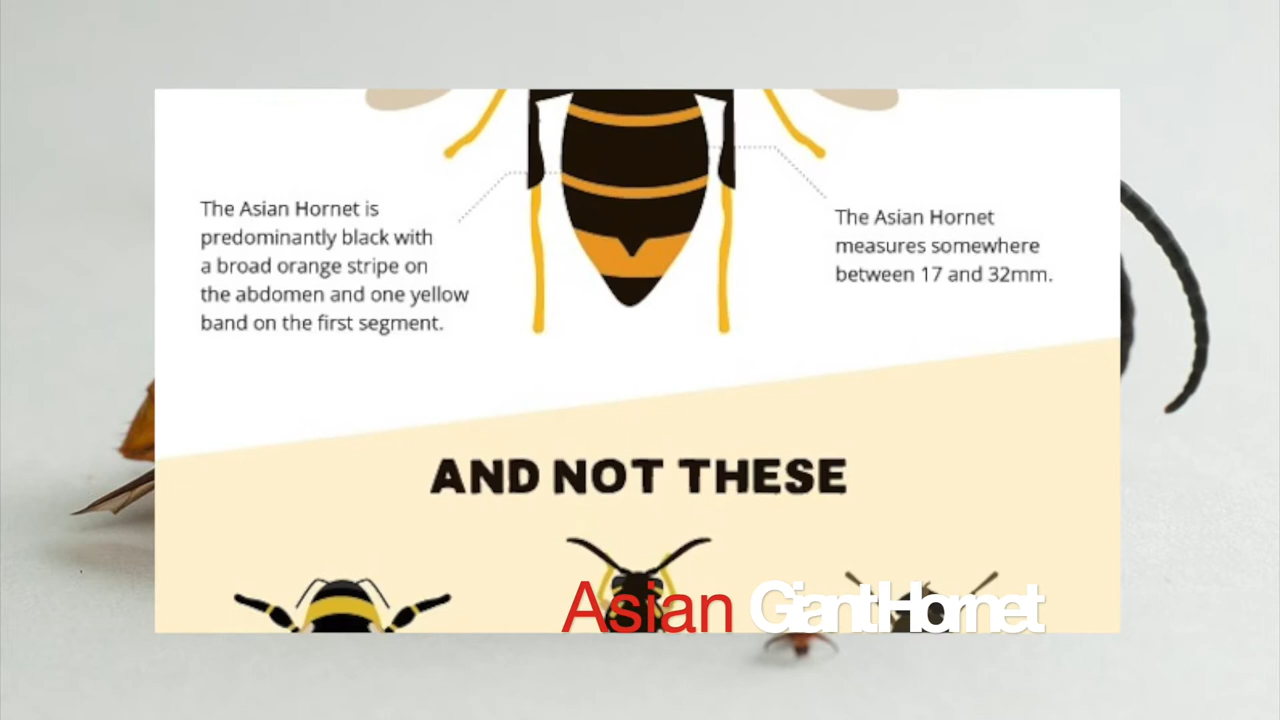 The Asian Hornet is
predominantly black with
a broad orange stripe on
the abdomen and one yellow
band on the first segment.
The Asian Hornet
measures somewhere
between 17 and 32mm.
AND NOT THESE
Asian Giant Hornet